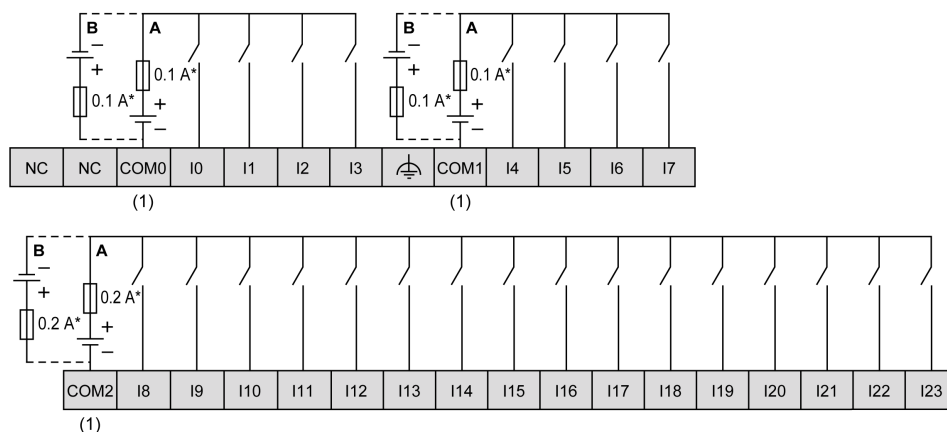 B A B A
− −
+ 0.1 A* + 0.1 A*
0.1 A* + 0.1 A* +
− −
NC NC COM0 I0 I1 I2 I3 COM1 I4 I5 I6 I7
(1) (1)
B A
−
+ 0.2 A*
0.2 A* +
−
COM2 I8 I9 I10 I11 I12 I13 I14 I15 I16 I17 I18 I19 I20 I21 I22 I23
(1)